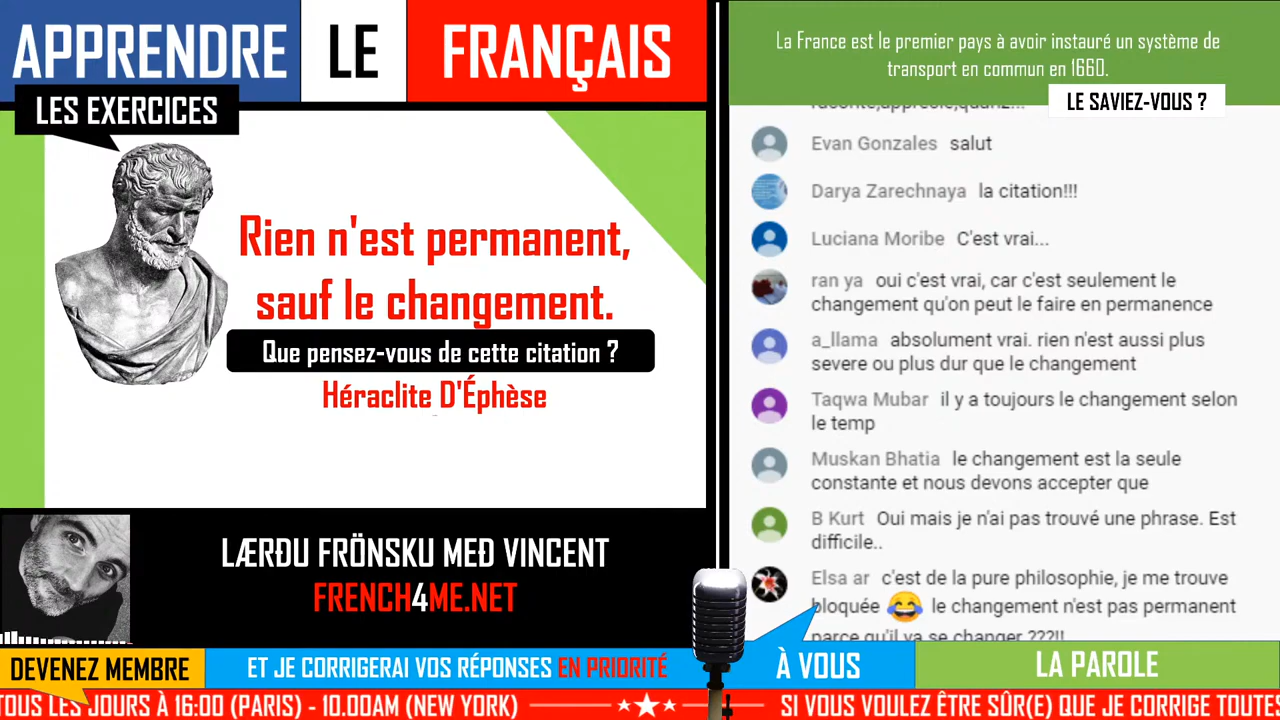 APPRENDRE LE FRANÇAIS
LES EXERCICES
Rien n'est permanent,
sauf le changement.
Que pensez-vous de cette citation ?
Héraclite D'Éphèse
LÆRÐU FRÖNSKU MEÐ VINCENT
FRENCH4ME.NET
DEVENEZ MEMBRE
ET JE CORRIGERAI VOS RÉPONSES EN PRIORITÉ
La France est le premier pays à avoir instauré un système de
transport en commun en 1660.
LE SAVIEZ-VOUS ?
Evan Gonzales salut
Darya Zarechnaya la citation!!!
Luciana Moribe C'est vrai...
ran ya oui c'est vrai, car c'est seulement le
changement qu'on peut le faire en permanence
a_llama absolument vrai. rien n'est aussi plus
severe ou plus dur que le changement
Taqwa Mubar il y a toujours le changement selon
le temp
Muskan Bhatia le changement est la seule
constante et nous devons accepter que
B Kurt Oui mais je n'ai pas trouvé une phrase. Est
difficile..
Elsa ar c'est de la pure philosophie, je me trouve
bloquée 😂 le changement n'est pas permanent
parce qu'il va se changer ???!!
À VOUS LA PAROLE
TOUS LES JOURS À 16:00 (PARIS) - 10.00AM (NEW YORK) SI VOUS VOULEZ ÊTRE SÛR(E) QUE JE CORRIGE TOUTES